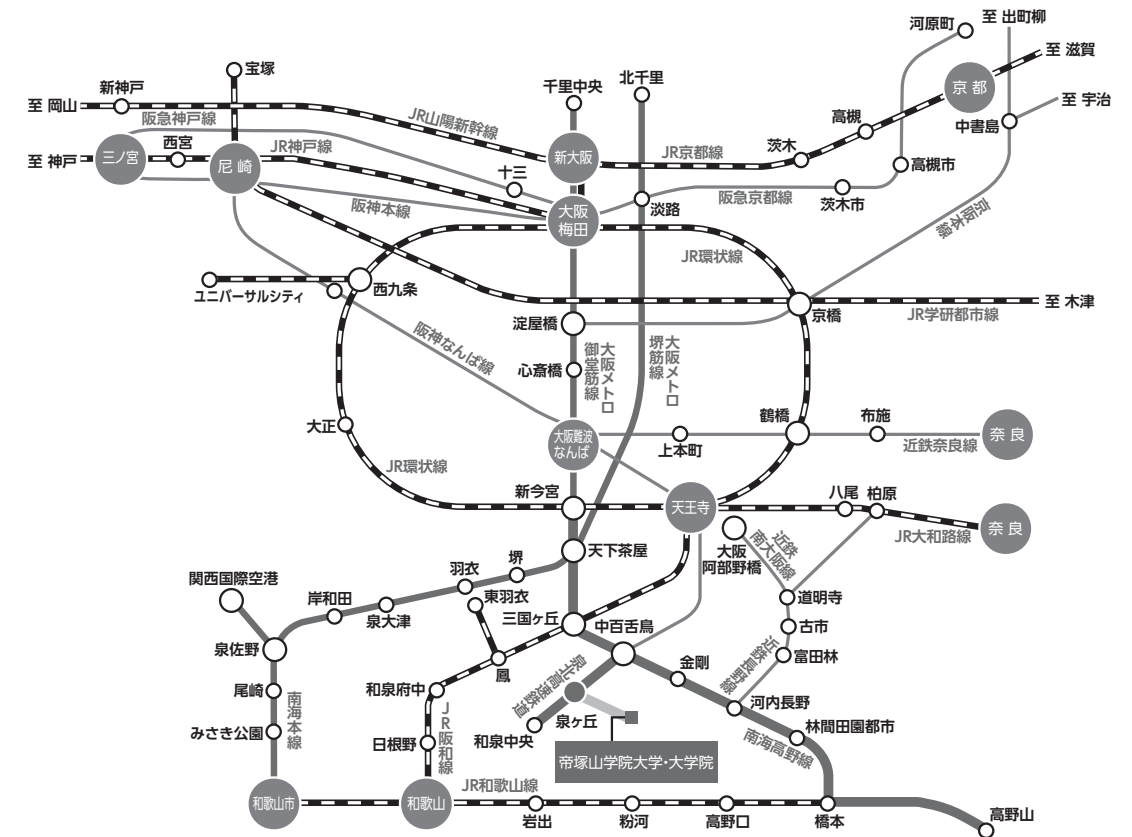 河原町
至 出町柳
至 滋賀
京都
至 宇治
中書島
高槻
茨木
JR京都線
高槻市
茨木市
阪急京都線
京阪本線
新神戸
宝塚
千里中央
北千里
至 岡山
阪急神戸線
JR山陽新幹線
西宮
JR神戸線
至 神戸
三ノ宮
尼崎
新大阪
十三
淡路
阪神本線
大阪
梅田
JR環状線
西九条
ユニバーサルシティ
淀屋橋
京橋
至 木津
JR学研都市線
阪神なんば線
心斎橋
大阪メトロ
御堂筋線
大阪メトロ
堺筋線
大正
鶴橋
布施
奈良
大阪難波
なんば
上本町
近鉄奈良線
JR環状線
新今宮
天王寺
八尾
柏原
奈良
JR大和路線
大阪
阿部野橋
近鉄
南大阪線
天下茶屋
堺
羽衣
関西国際空港
岸和田
泉大津
東羽衣
三国ヶ丘
中百舌鳥
道明寺
古市
富田林
近鉄長野線
泉佐野
鳳
金剛
泉北高速鉄道
尾崎
南海本線
和泉府中
河内長野
泉ヶ丘
みさき公園
日根野
JR阪和線
和泉中央
林間田園都市
南海高野線
帝塚山学院大学・大学院
和歌山市
和歌山
JR和歌山線
岩出
粉河
高野口
橋本
高野山